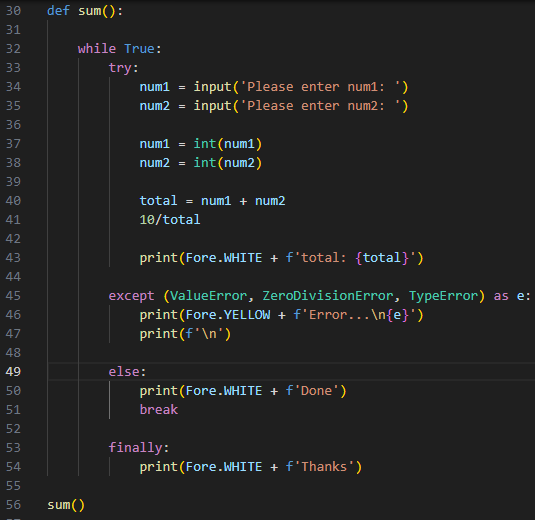 30 def sum():
31
32     while True:
33         try:
34             num1 = input('Please enter num1: ')
35             num2 = input('Please enter num2: ')
36
37             num1 = int(num1)
38             num2 = int(num2)
39
40             total = num1 + num2
41             10/total
42
43             print(Fore.WHITE + f'total: {total}')
44
45         except (ValueError, ZeroDivisionError, TypeError) as e:
46             print(Fore.YELLOW + f'Error...\n{e}')
47             print(f'\n')
48
49         else:
50             print(Fore.WHITE + f'Done')
51             break
52
53         finally:
54             print(Fore.WHITE + f'Thanks')
55
56 sum()